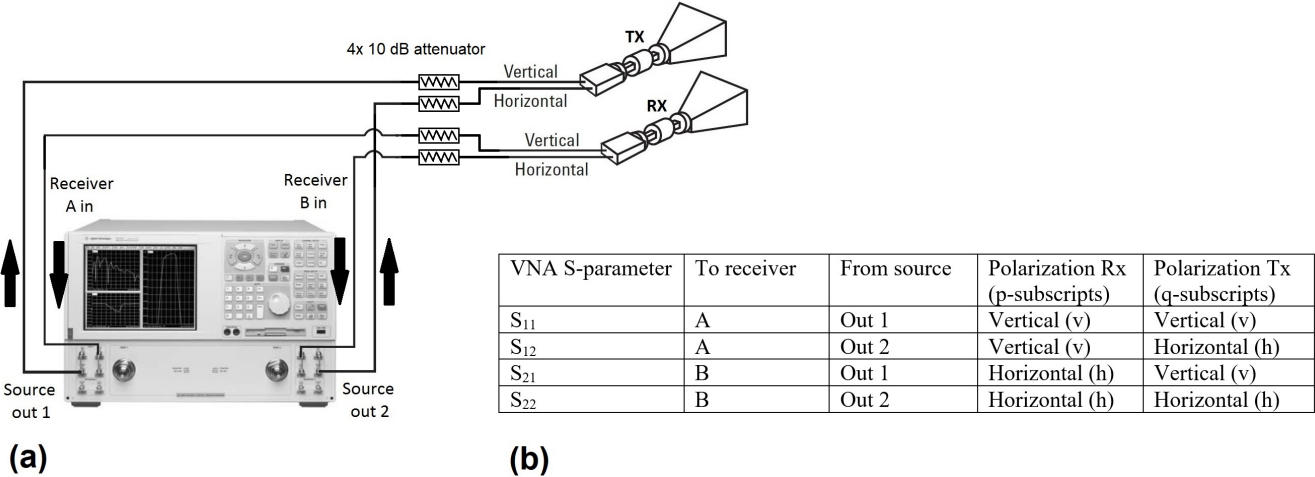 4x 10 dB attenuator
TX
Vertical
Horizontal
RX
Vertical
Horizontal
Receiver
A in
Receiver
B in
Source
out 1
Source
out 2
(a)
VNA S-parameter To receiver From source Polarization Rx (p-subscripts) Polarization Tx (q-subscripts)
S11 A Out 1 Vertical (v) Vertical (v)
S12 A Out 2 Vertical (v) Horizontal (h)
S21 B Out 1 Horizontal (h) Vertical (v)
S22 B Out 2 Horizontal (h) Horizontal (h)
(b)